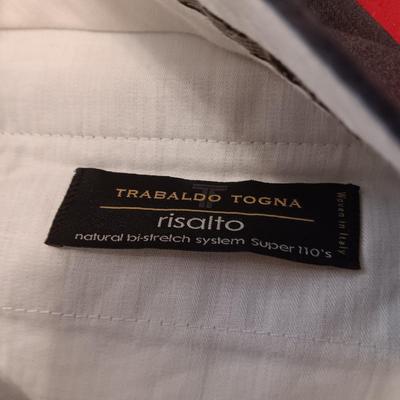 TRABALDO TOGNA
risalto
natural bi-stretch system Super 110's
Woven in Italy